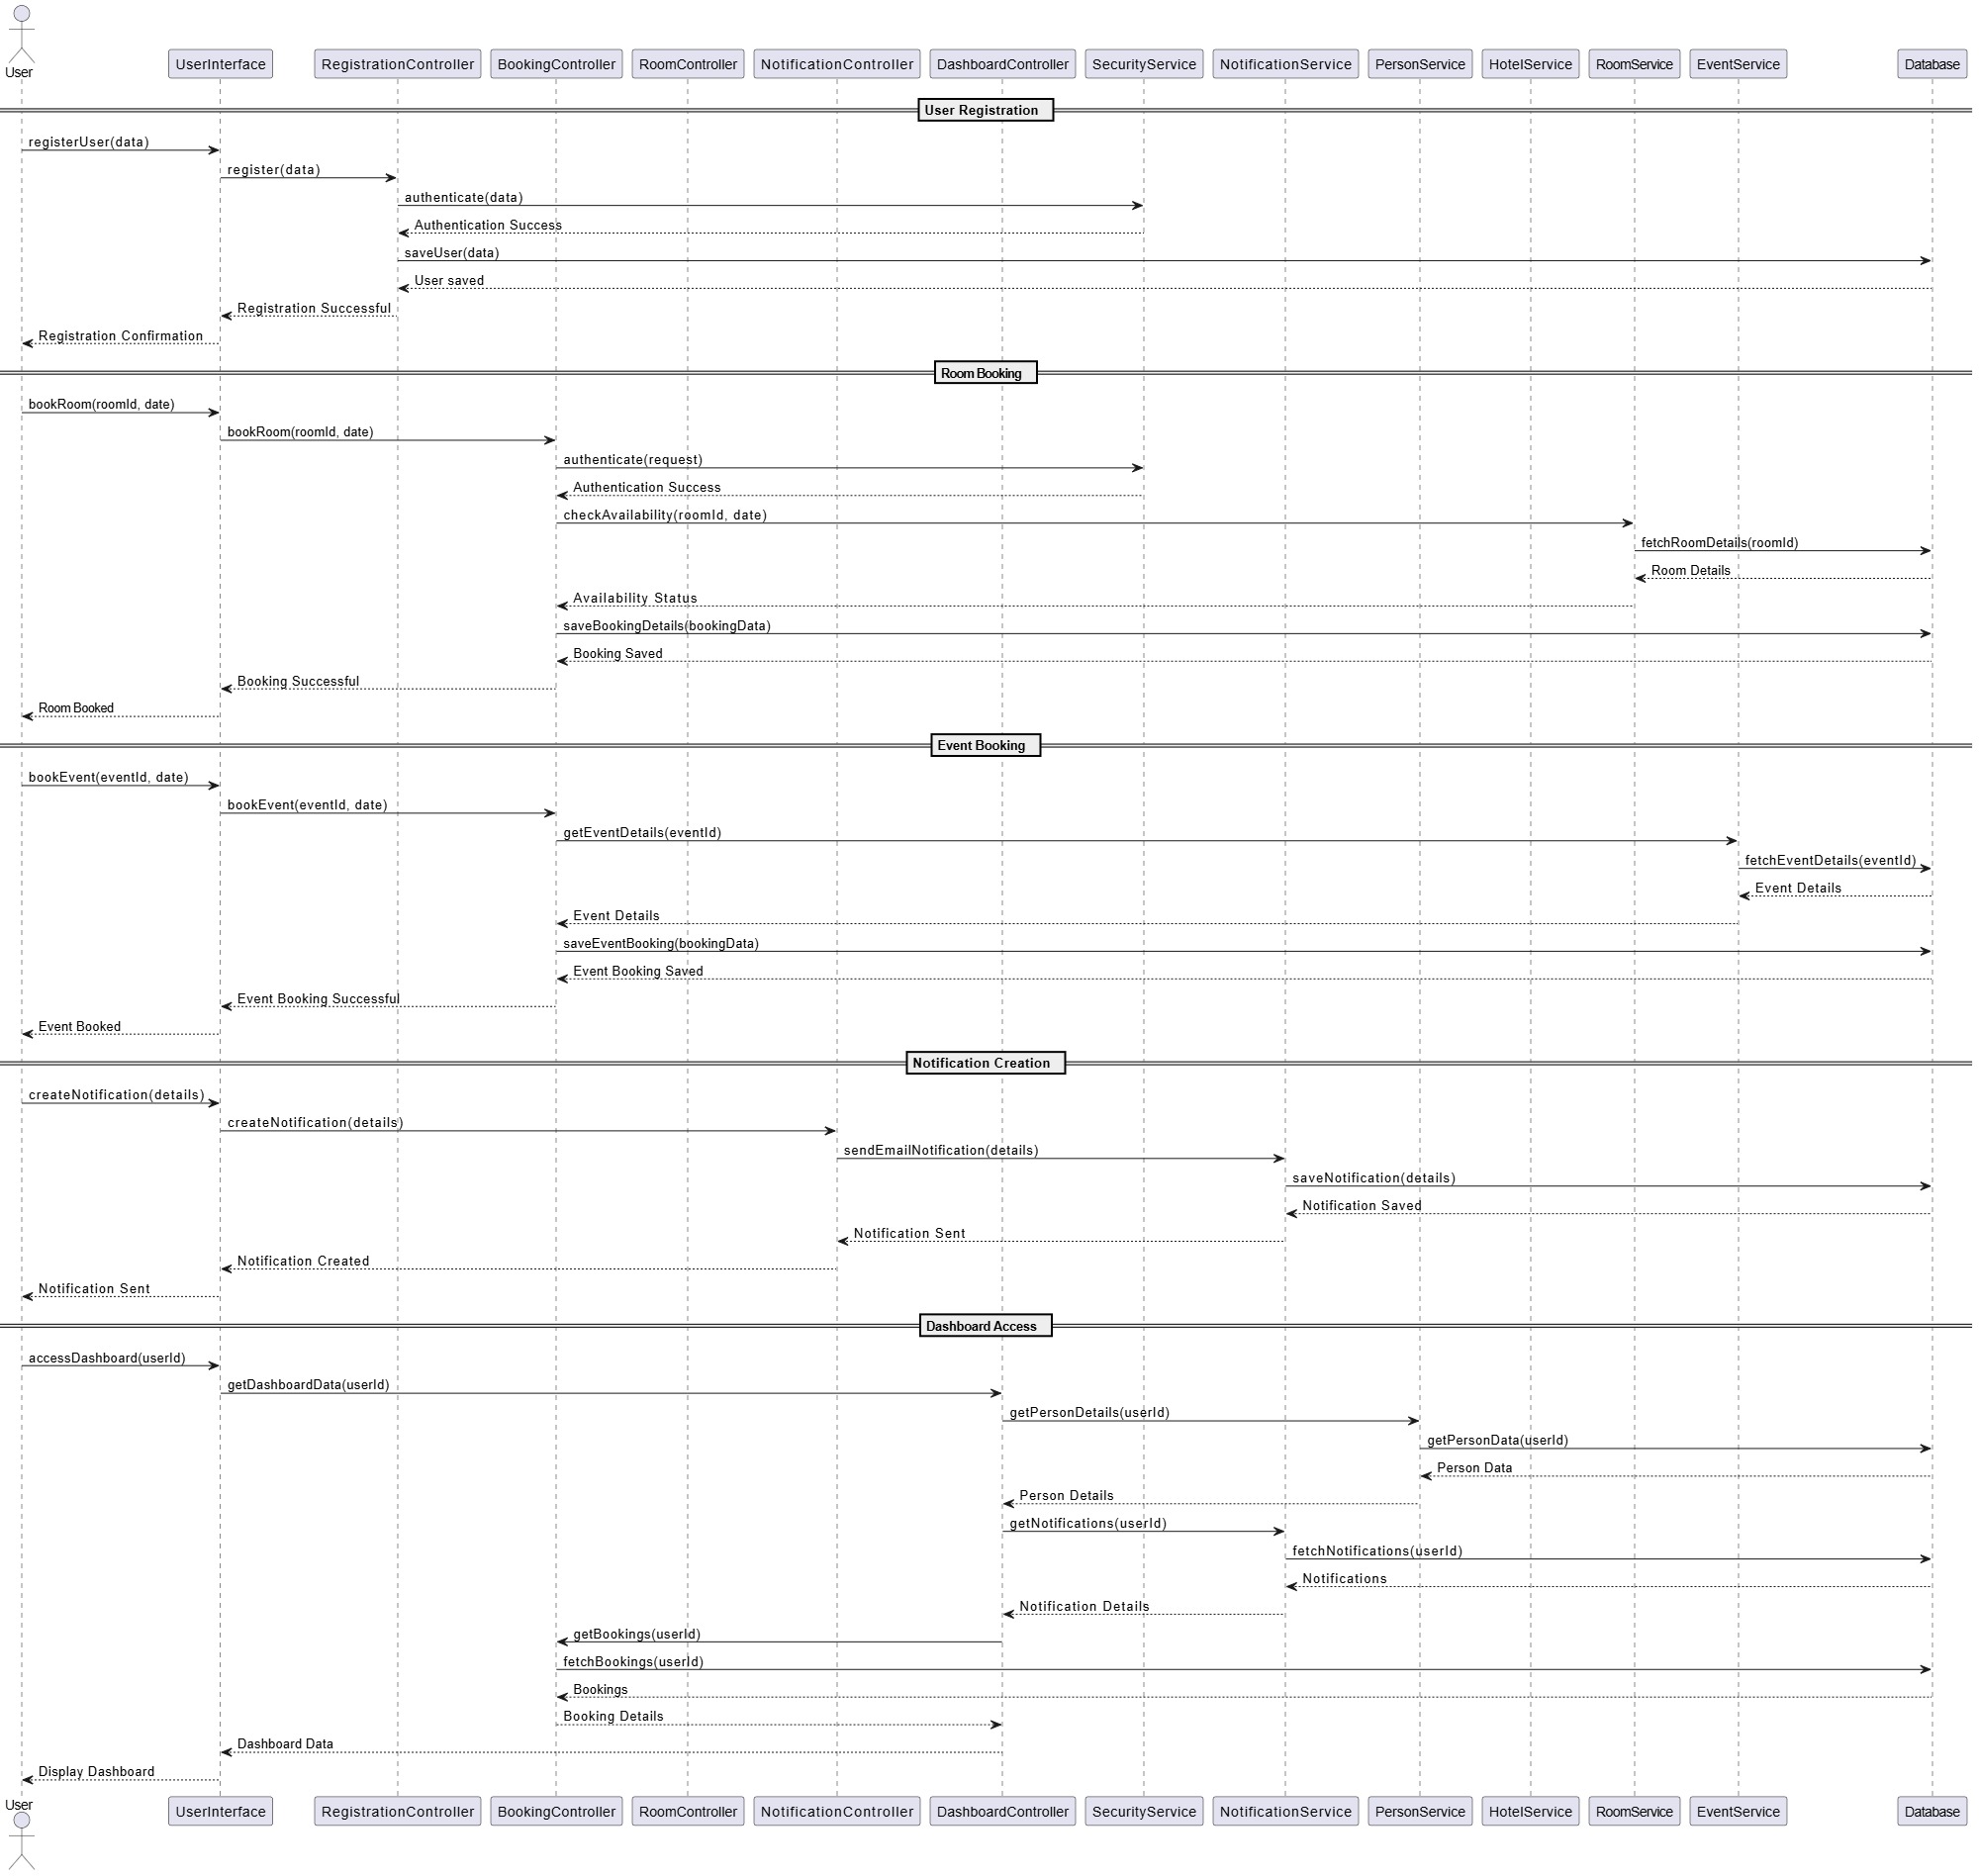 User
UserInterface
RegistrationController
BookingController
RoomController
NotificationController
DashboardController
SecurityService
NotificationService
PersonService
HotelService
RoomService
EventService
Database
User Registration
registerUser(data)
register(data)
authenticate(data)
Authentication Success
saveUser(data)
User saved
Registration Successful
Registration Confirmation
Room Booking
bookRoom(roomId, date)
bookRoom(roomId, date)
authenticate(request)
Authentication Success
checkAvailability(roomId, date)
fetchRoomDetails(roomId)
Room Details
Availability Status
saveBookingDetails(bookingData)
Booking Saved
Booking Successful
Room Booked
Event Booking
bookEvent(eventId, date)
bookEvent(eventId, date)
getEventDetails(eventId)
fetchEventDetails(eventId)
Event Details
Event Details
saveEventBooking(bookingData)
Event Booking Saved
Event Booking Successful
Event Booked
Notification Creation
createNotification(details)
createNotification(details)
sendEmailNotification(details)
saveNotification(details)
Notification Saved
Notification Sent
Notification Created
Notification Sent
Dashboard Access
accessDashboard(userId)
getDashboardData(userId)
getPersonDetails(userId)
getPersonData(userId)
Person Data
Person Details
getNotifications(userId)
fetchNotifications(userId)
Notifications
Notification Details
getBookings(userId)
fetchBookings(userId)
Bookings
Booking Details
Dashboard Data
Display Dashboard
User
UserInterface
RegistrationController
BookingController
RoomController
NotificationController
DashboardController
SecurityService
NotificationService
PersonService
HotelService
RoomService
EventService
Database